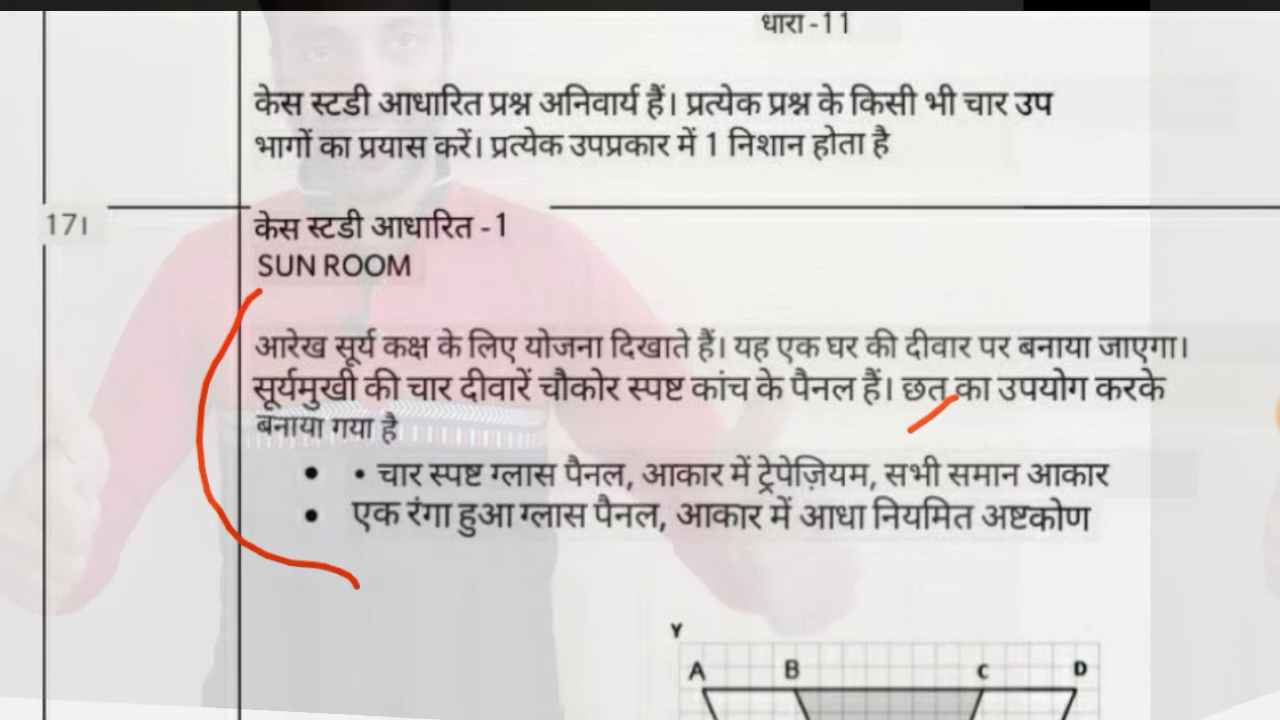 धारा -11
केस स्टडी आधारित प्रश्न अनिवार्य हैं। प्रत्येक प्रश्न के किसी भी चार उप
भागों का प्रयास करें। प्रत्येक उपप्रकार में 1 निशान होता है
17।
केस स्टडी आधारित -1
SUN ROOM
आरेख सूर्य कक्ष के लिए योजना दिखाते हैं। यह एक घर की दीवार पर बनाया जाएगा।
सूर्यमुखी की चार दीवारें चौकोर स्पष्ट कांच के पैनल हैं। छत का उपयोग करके
बनाया गया है
• • चार स्पष्ट ग्लास पैनल, आकार में ट्रेपेज़ियम, सभी समान आकार
• एक रंगा हुआ ग्लास पैनल, आकार में आधा नियमित अष्टकोण
Y
A B C D